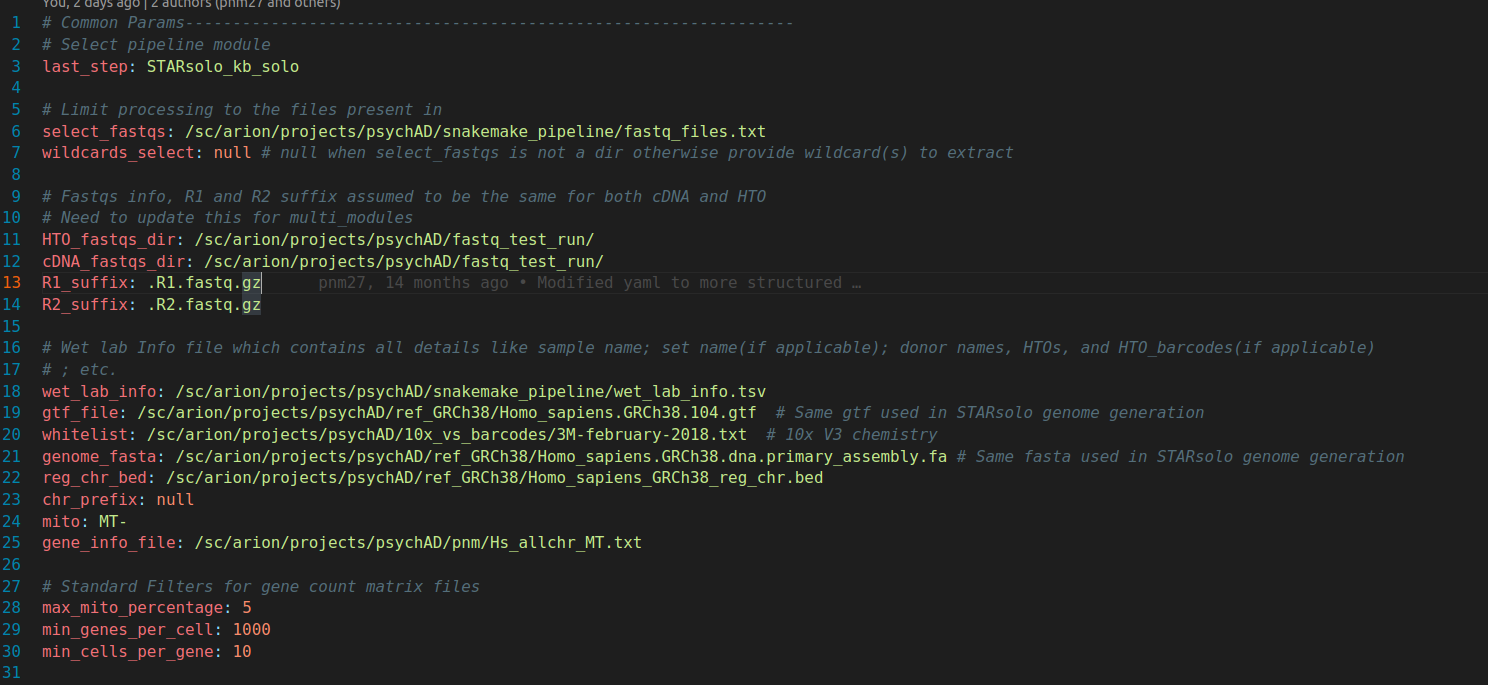 You, 2 days ago | 2 authors (pnm27 and others)
1 # Common Params----------------------------------------------------------------
2 # Select pipeline module
3 last_step: STARsolo_kb_solo
4
5 # Limit processing to the files present in
6 select_fastqs: /sc/arion/projects/psychAD/snakemake_pipeline/fastq_files.txt
7 wildcards_select: null # null when select_fastqs is not a dir otherwise provide wildcard(s) to extract
8
9 # Fastqs info, R1 and R2 suffix assumed to be the same for both cDNA and HTO
10 # Need to update this for multi_modules
11 HTO_fastqs_dir: /sc/arion/projects/psychAD/fastq_test_run/
12 cDNA_fastqs_dir: /sc/arion/projects/psychAD/fastq_test_run/
13 R1_suffix: .R1.fastq.gz pnm27, 14 months ago • Modified yaml to more structured …
14 R2_suffix: .R2.fastq.gz
15
16 # Wet lab Info file which contains all details like sample name; set name(if applicable); donor names, HTOs, and HTO_barcodes(if applicable)
17 # ; etc.
18 wet_lab_info: /sc/arion/projects/psychAD/snakemake_pipeline/wet_lab_info.tsv
19 gtf_file: /sc/arion/projects/psychAD/ref_GRCh38/Homo_sapiens.GRCh38.104.gtf # Same gtf used in STARsolo genome generation
20 whitelist: /sc/arion/projects/psychAD/10x_vs_barcodes/3M-february-2018.txt # 10x V3 chemistry
21 genome_fasta: /sc/arion/projects/psychAD/ref_GRCh38/Homo_sapiens.GRCh38.dna.primary_assembly.fa # Same fasta used in STARsolo genome generation
22 reg_chr_bed: /sc/arion/projects/psychAD/ref_GRCh38/Homo_sapiens_GRCh38_reg_chr.bed
23 chr_prefix: null
24 mito: MT-
25 gene_info_file: /sc/arion/projects/psychAD/pnm/Hs_allchr_MT.txt
26
27 # Standard Filters for gene count matrix files
28 max_mito_percentage: 5
29 min_genes_per_cell: 1000
30 min_cells_per_gene: 10
31